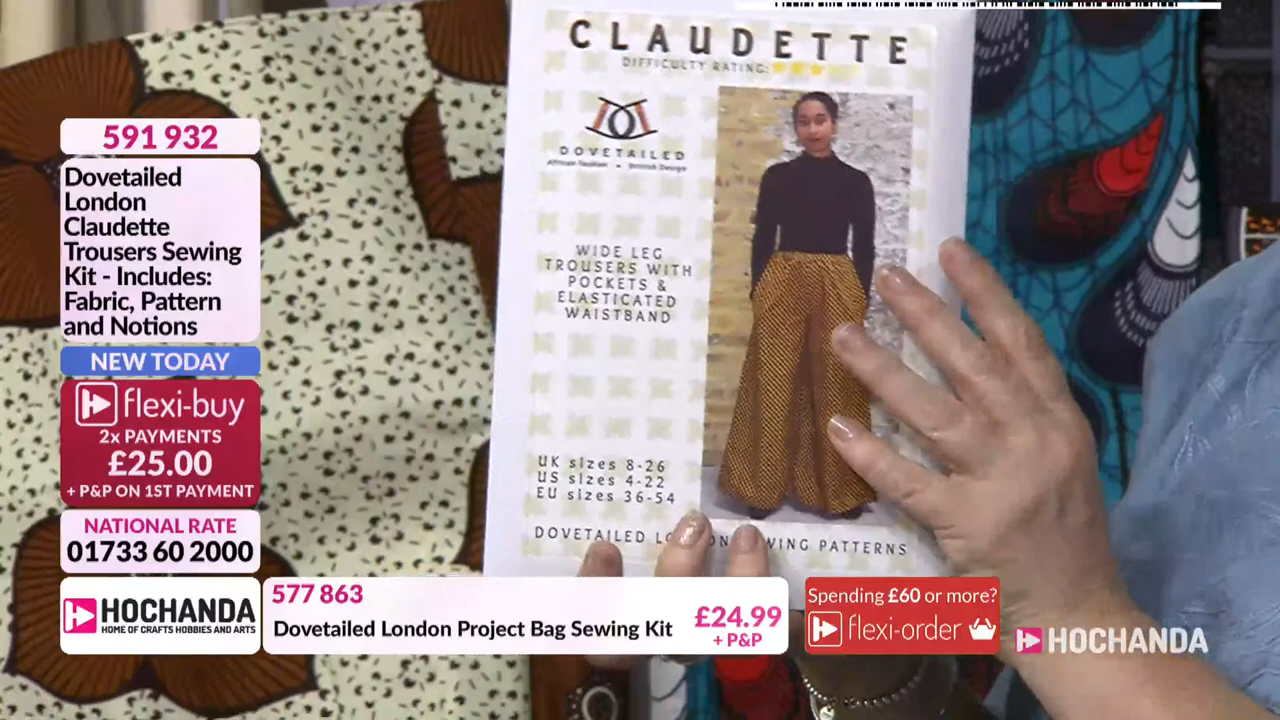 CLAUDETTE
DIFFICULTY RATING:
DOVETAILED
African Fashion • British Design
WIDE LEG
TROUSERS WITH
POCKETS &
ELASTICATED
WAISTBAND
UK sizes 8-26
US sizes 4-22
EU sizes 36-54
DOVETAILED PATTERNS
591 932
Dovetailed
London
Claudette
Trousers Sewing
Kit - Includes:
Fabric, Pattern
and Notions
NEW TODAY
flexi-buy
2x PAYMENTS
£25.00
+ P&P ON 1ST PAYMENT
NATIONAL RATE
01733 60 2000
HOCHANDA
HOME OF CRAFTS HOBBIES AND ARTS
577 863
Dovetailed London Project Bag Sewing Kit
£24.99
+ P&P
Spending £60 or more?
flexi-order
HOCHANDA